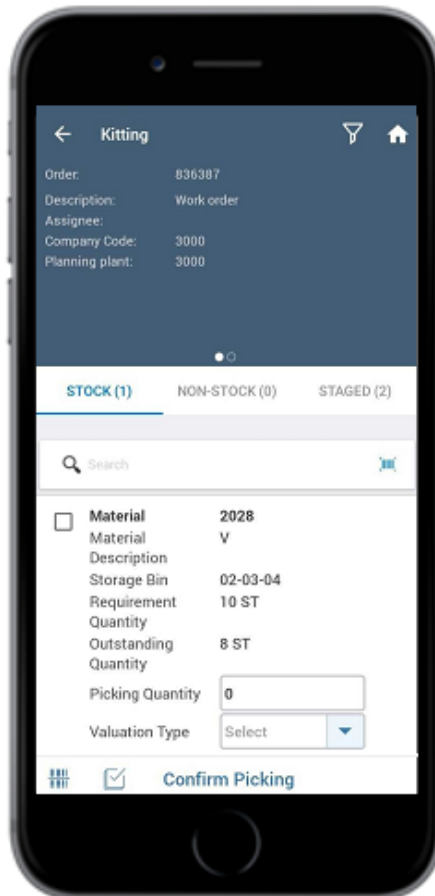 Kitting
Order: 836387
Description: Work order
Assignee:
Company Code: 3000
Planning plant: 3000
STOCK (1) NON-STOCK (0) STAGED (2)
Search
Material 2028
Material V
Description
Storage Bin 02-03-04
Requirement 10 ST
Quantity
Outstanding 8 ST
Quantity
Picking Quantity 0
Valuation Type Select
Confirm Picking